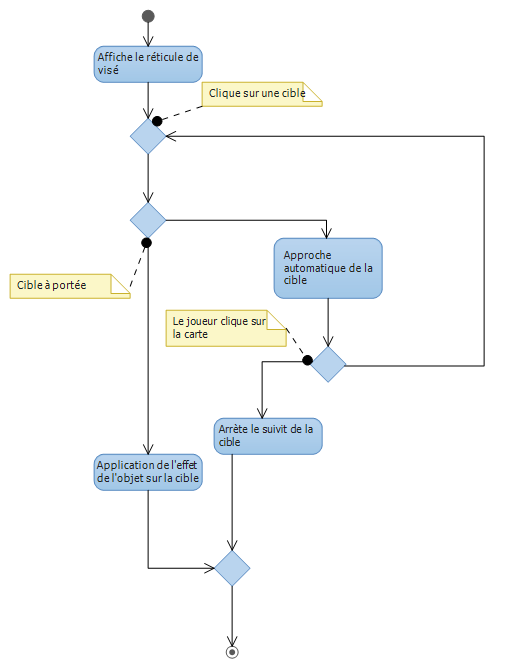 Affiche le réticule de
visé
Clique sur une cible
Approche
automatique de la
cible
Cible à portée
Le joueur clique sur
la carte
Arrête le suivit de la
cible
Application de l'effet
de l'objet sur la cible